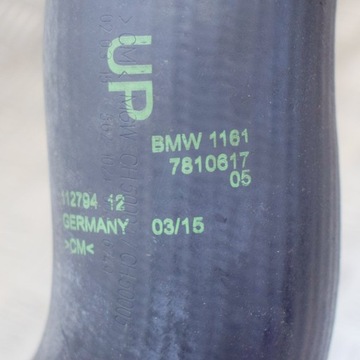 UP
BMW 1161
7810617
05
112794 12
GERMANY 03/15
>CM<